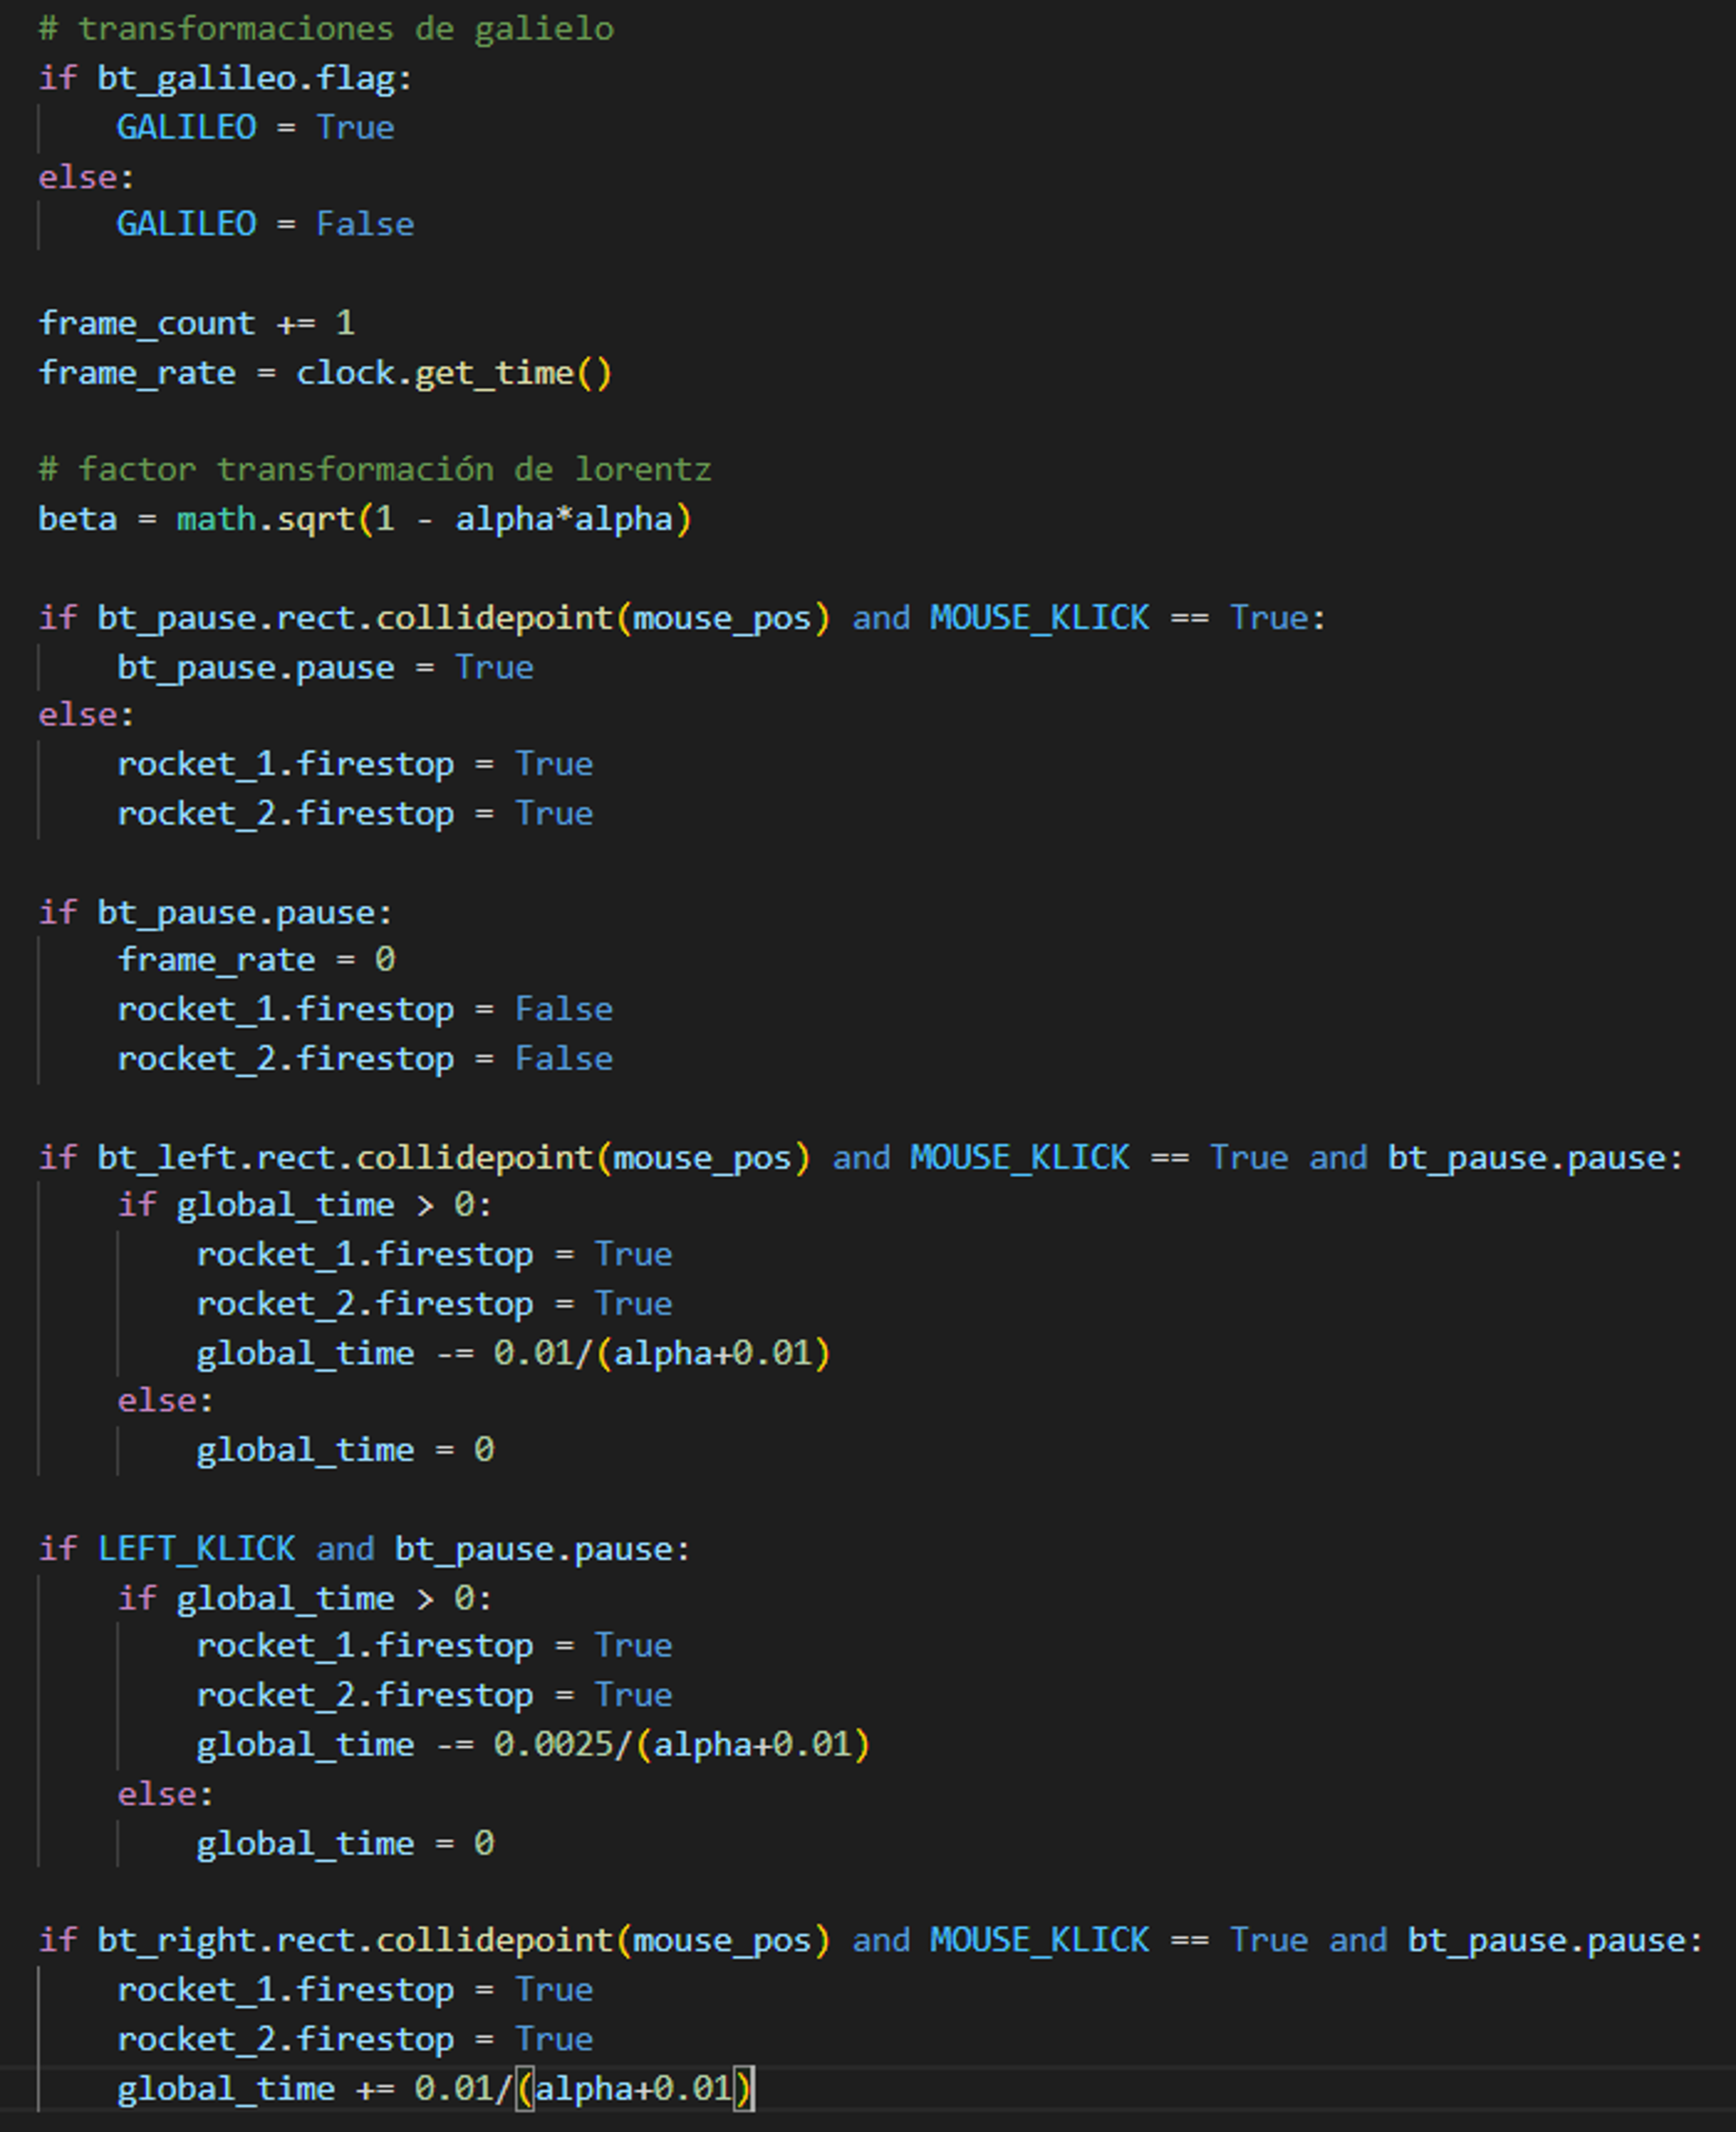 # transformaciones de galielo
if bt_galileo.flag:
    GALILEO = True
else:
    GALILEO = False

frame_count += 1
frame_rate = clock.get_time()

# factor transformación de lorentz
beta = math.sqrt(1 - alpha*alpha)

if bt_pause.rect.collidepoint(mouse_pos) and MOUSE_KLICK == True:
    bt_pause.pause = True
else:
    rocket_1.firestop = True
    rocket_2.firestop = True

if bt_pause.pause:
    frame_rate = 0
    rocket_1.firestop = False
    rocket_2.firestop = False

if bt_left.rect.collidepoint(mouse_pos) and MOUSE_KLICK == True and bt_pause.pause:
    if global_time > 0:
        rocket_1.firestop = True
        rocket_2.firestop = True
        global_time -= 0.01/(alpha+0.01)
    else:
        global_time = 0

if LEFT_KLICK and bt_pause.pause:
    if global_time > 0:
        rocket_1.firestop = True
        rocket_2.firestop = True
        global_time -= 0.0025/(alpha+0.01)
    else:
        global_time = 0

if bt_right.rect.collidepoint(mouse_pos) and MOUSE_KLICK == True and bt_pause.pause:
    rocket_1.firestop = True
    rocket_2.firestop = True
    global_time += 0.01/(alpha+0.01)